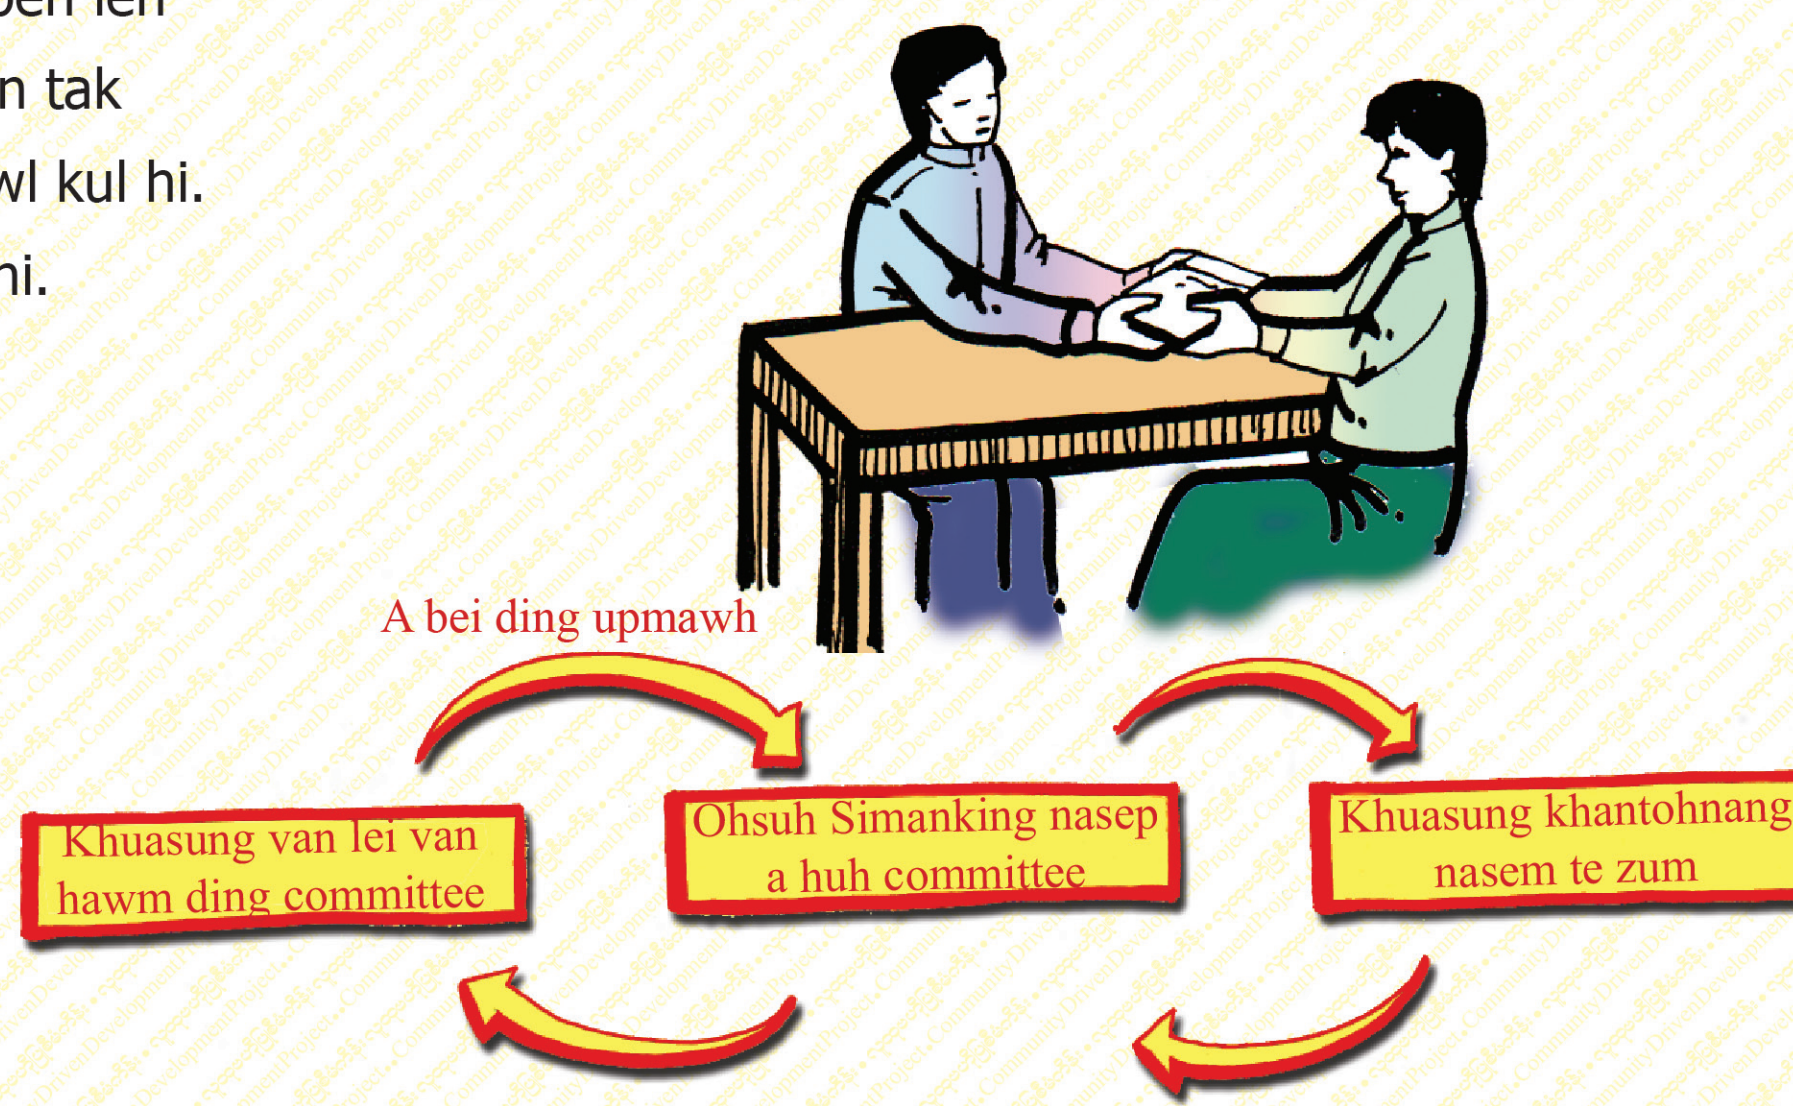 tak
kul hi.
hi.
A bei ding upmawh
Khuasung van lei van
hawm ding committee
Ohsuh Simanking nasep
a huh committee
Khuasung khantohnang
nasem te zum